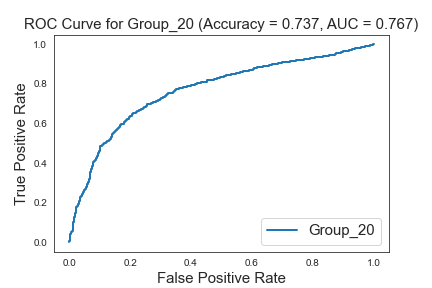 ROC Curve for Group_20 (Accuracy = 0.737, AUC = 0.767)
True Positive Rate
1.0
0.8
0.6
0.4
0.2
0.0
Group_20
0.0 0.2 0.4 0.6 0.8 1.0
False Positive Rate